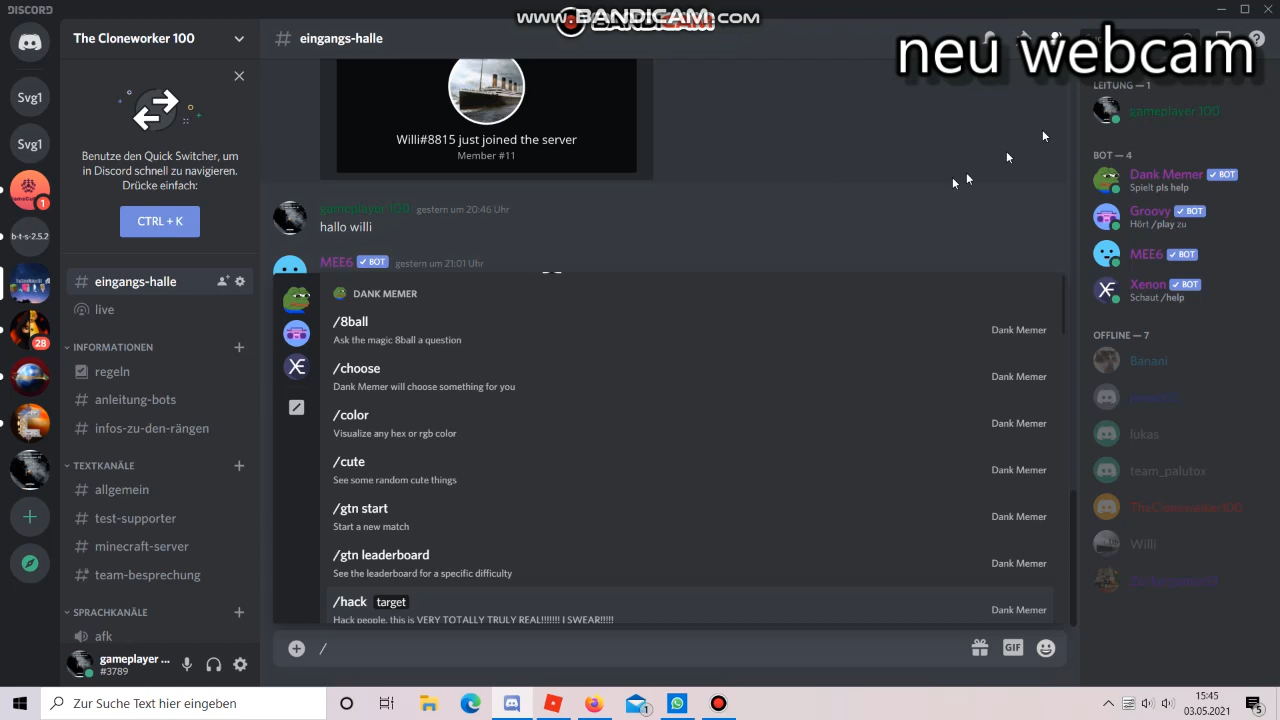 DISCORD
www.BANDICAM.com
neu webcam
The Cloneworker 100
# eingangs-halle
Svg1
Svg1
1
b-t-s-2.5.2
28
Benutze den Quick Switcher, um
in Discord schnell zu navigieren.
Drücke einfach:
CTRL + K
# eingangs-halle
live
INFORMATIONEN
regeln
# anleitung-bots
# infos-zu-den-rängen
TEXTKANÄLE
# allgemein
# test-supporter
# minecraft-server
# team-besprechung
SPRACHKANÄLE
afk
gameplayer ...
#3789
Willi#8815 just joined the server
Member #11
gameplayer 100 gestern um 20:46 Uhr
hallo willi
MEE6 BOT gestern um 21:01 Uhr
DANK MEMER
/8ball
Ask the magic 8ball a question
Dank Memer
/choose
Dank Memer will choose something for you
Dank Memer
/color
Visualize any hex or rgb color
Dank Memer
/cute
See some random cute things
Dank Memer
/gtn start
Start a new match
Dank Memer
/gtn leaderboard
See the leaderboard for a specific difficulty
Dank Memer
/hack target
Hack people, this is VERY TOTALLY TRULY REAL!!!!!!! I SWEAR!!!!!
Dank Memer
/
GIF
LEITUNG — 1
gameplayer 100
BOT — 4
Dank Memer BOT
Spielt pls help
Groovy BOT
Hört /play zu
MEE6 BOT
Xenon BOT
Schaut /help
OFFLINE — 7
Banani
lukas
team_palutox
TheCloneworker100
Willi
Zur Suche Text hier eingeben
1
15:45
03.05.2021
5